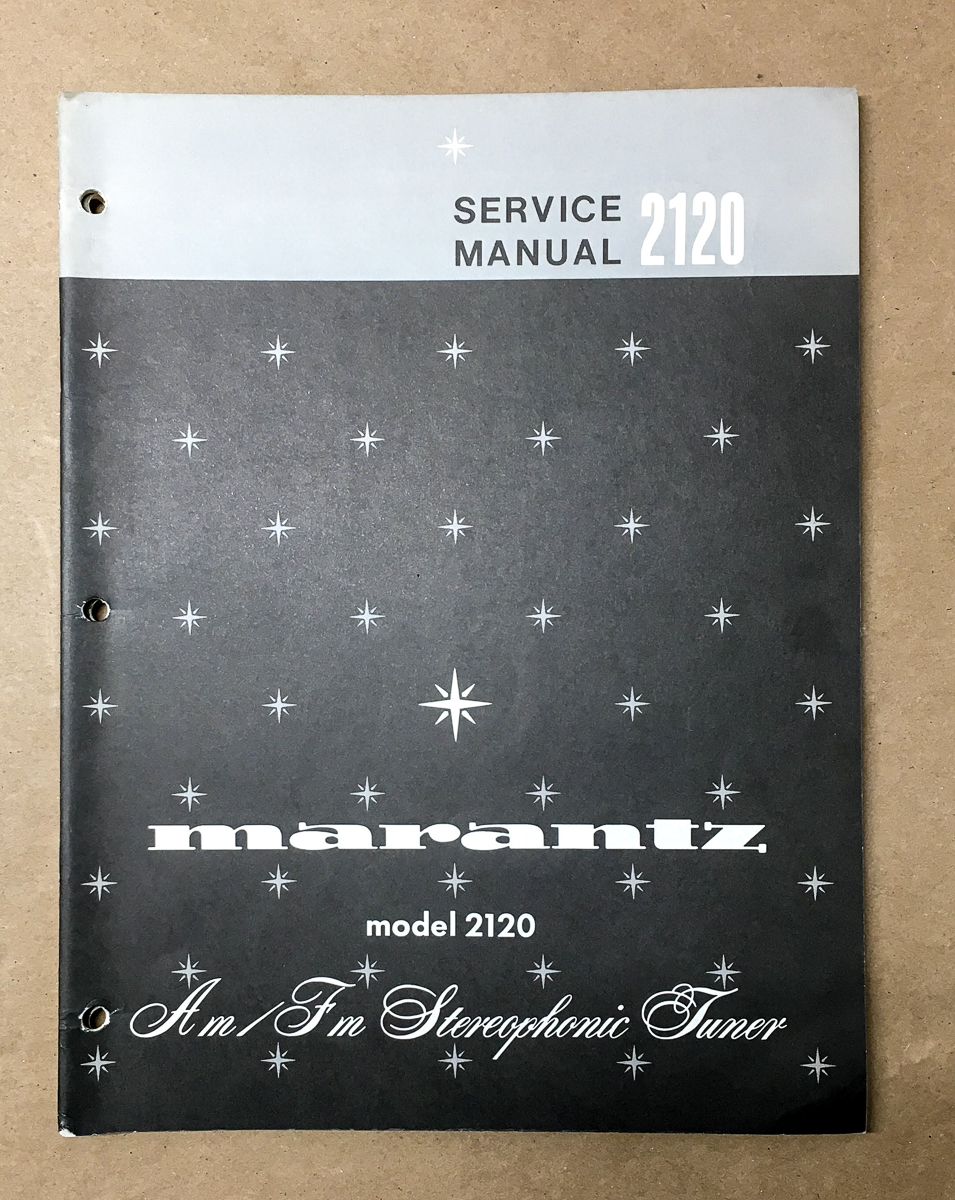 SERVICE
MANUAL 2120
marantz
model 2120
Am/Fm Stereophonic Tuner